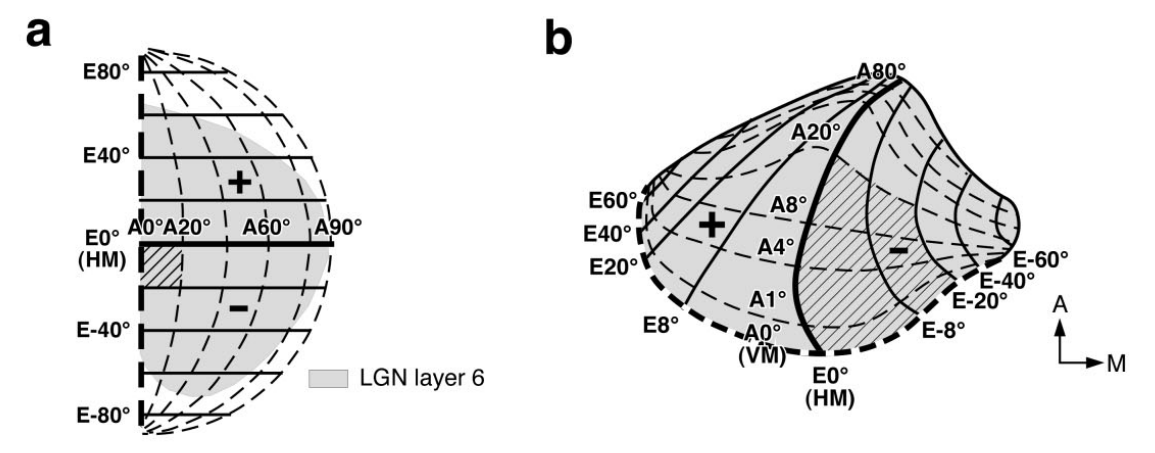 a
E80°
E40°
A0°A20° A60° A90°
E0°
(HM)
E-40°
E-80°
+
−
LGN layer 6
b
A80°
A20°
E60°
A8°
E40°
+
A4°
−
E20°
E-60°
E-40°
A1°
E-20°
E8°
A0°
(VM)
E-8°
E0°
(HM)
A
M